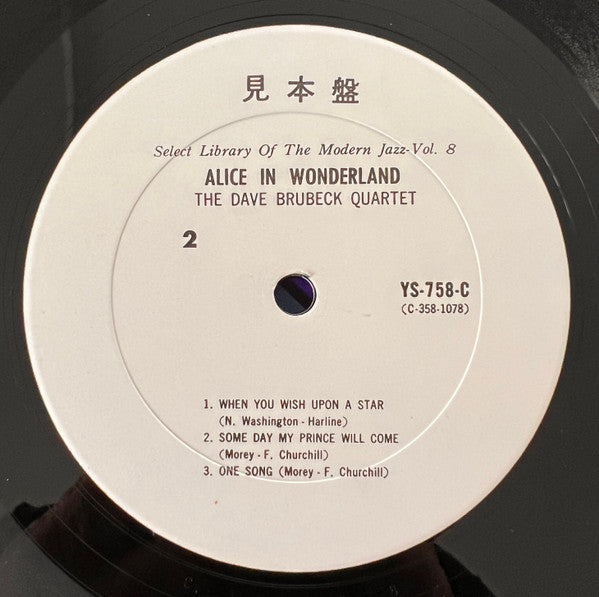 見本盤
Select Library Of The Modern Jazz-Vol. 8
ALICE IN WONDERLAND
THE DAVE BRUBECK QUARTET
2
YS-758-C
(C-358-1078)
1. WHEN YOU WISH UPON A STAR
(N. Washington - Harline)
2. SOME DAY MY PRINCE WILL COME
(Morey - F. Churchill)
3. ONE SONG (Morey - F. Churchill)